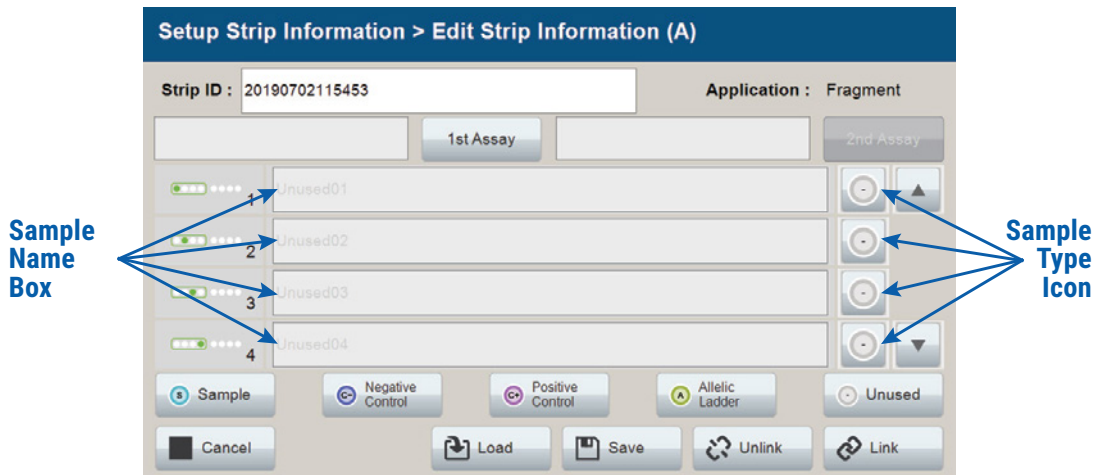 Setup Strip Information > Edit Strip Information (A)
Strip ID : 20190702115453 Application : Fragment
1st Assay 2nd Assay
1 Unused01
2 Unused02
3 Unused03
4 Unused04
Sample
Name
Box
Sample
Type
Icon
S Sample
C- Negative
Control
C+ Positive
Control
A Allelic
Ladder
Unused
Cancel Load Save Unlink Link